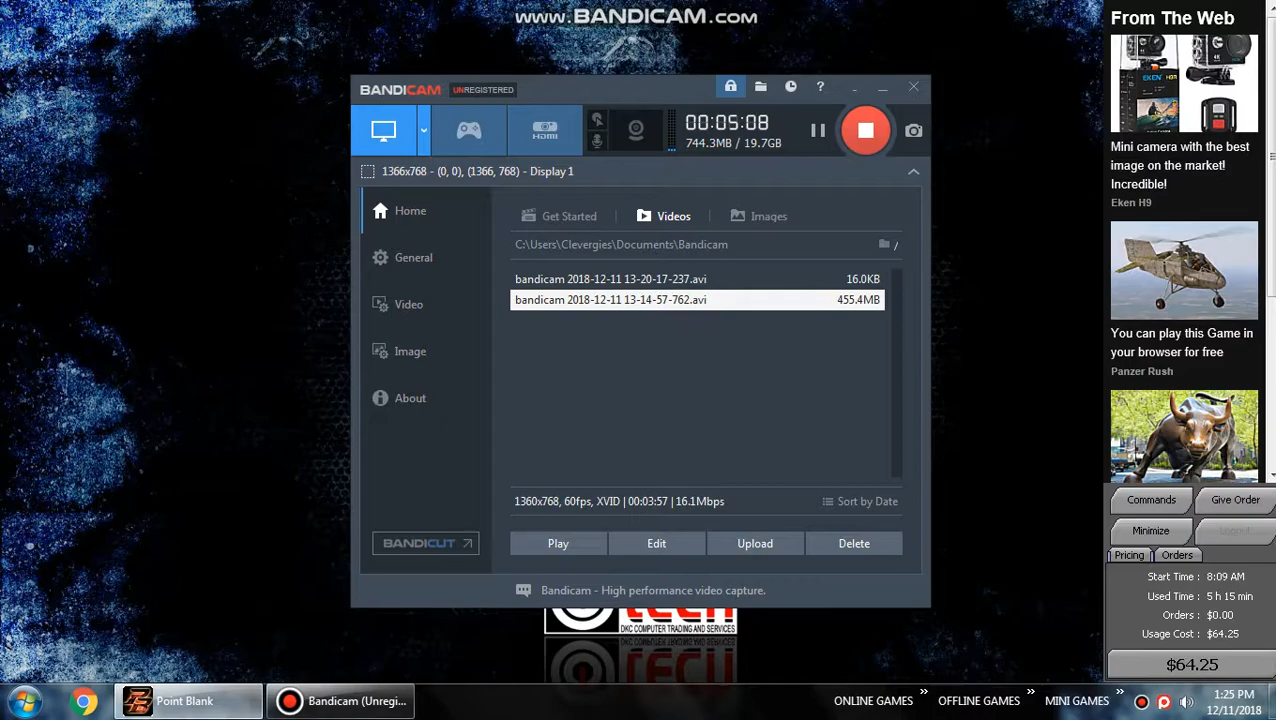 www.BANDICAM.com
From The Web
BANDICAM UNREGISTERED
?
HDMI
00:05:08
744.3MB / 19.7GB
Mini camera with the best
image on the market!
Incredible!
Eken H9
1366x768 - (0, 0), (1366, 768) - Display 1
Home
General
Video
Image
About
Get Started
Videos
Images
C:\Users\Clevergies\Documents\Bandicam
/
bandicam 2018-12-11 13-20-17-237.avi 16.0KB
bandicam 2018-12-11 13-14-57-762.avi 455.4MB
You can play this Game in
your browser for free
Panzer Rush
1360x768, 60fps, XVID | 00:03:57 | 16.1Mbps
Sort by Date
BANDICUT
Play
Edit
Upload
Delete
Bandicam - High performance video capture.
Commands
Give Order
Minimize
Pricing
Orders
Start Time : 8:09 AM
Used Time : 5 h 15 min
Orders : $0.00
Usage Cost : $64.25
$64.25
DKC COMPUTER TRADING AND SERVICES
Point Blank
Bandicam (Unregi...
ONLINE GAMES
OFFLINE GAMES
MINI GAMES
1:25 PM
12/11/2018